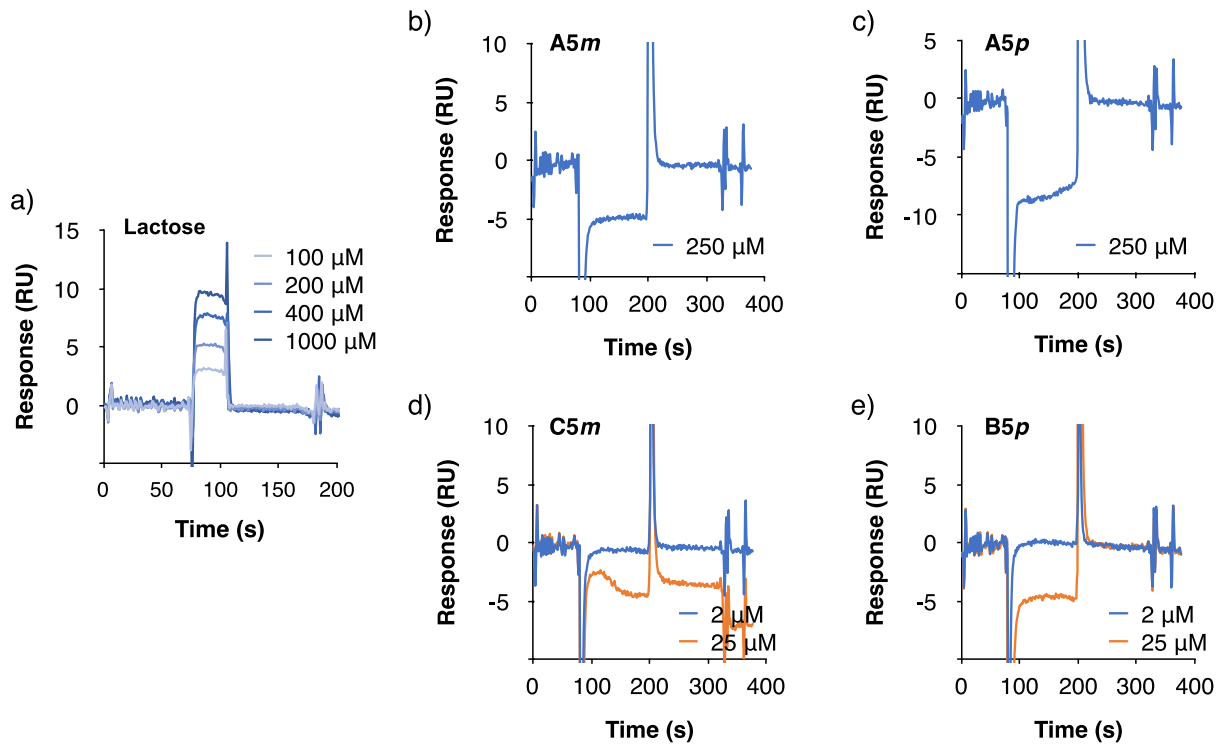 a)
Lactose
15
10
5
0
Response (RU)
100 µM
200 µM
400 µM
1000 µM
0 50 100 150 200
Time (s)
b)
A5m
10
5
0
-5
Response (RU)
250 µM
0 100 200 300 400
Time (s)
c)
A5p
5
0
-5
-10
Response (RU)
250 µM
0 100 200 300 400
Time (s)
d)
C5m
10
5
0
-5
Response (RU)
2 µM
25 µM
0 100 200 300 400
Time (s)
e)
B5p
10
5
0
-5
Response (RU)
2 µM
25 µM
0 100 200 300 400
Time (s)